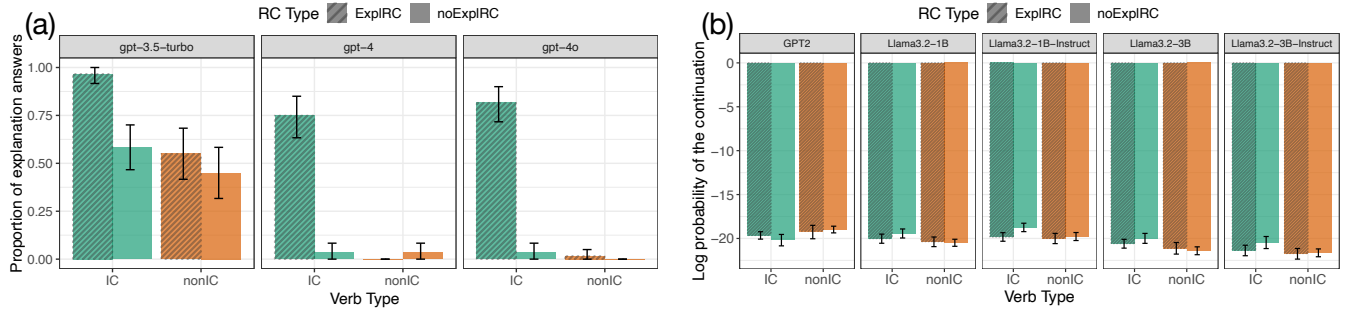 (a)
RC Type ExplRC noExplRC
gpt-3.5-turbo gpt-4 gpt-4o
Proportion of explanation answers
1.00
0.75
0.50
0.25
0.00
IC nonIC IC nonIC IC nonIC
Verb Type
(b)
RC Type ExplRC noExplRC
GPT2 Llama3.2-1B Llama3.2-1B-Instruct Llama3.2-3B Llama3.2-3B-Instruct
Log probability of the continuation
0
−5
−10
−15
−20
IC nonIC IC nonIC IC nonIC IC nonIC IC nonIC
Verb Type